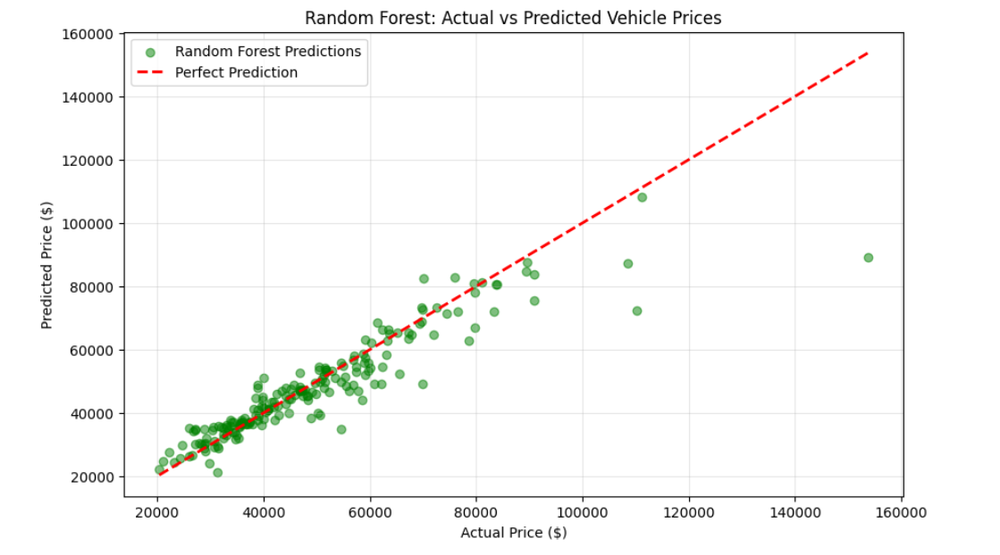 Random Forest: Actual vs Predicted Vehicle Prices
160000
140000
120000
100000
80000
60000
40000
20000
Predicted Price ($)
Random Forest Predictions
Perfect Prediction
20000 40000 60000 80000 100000 120000 140000 160000
Actual Price ($)